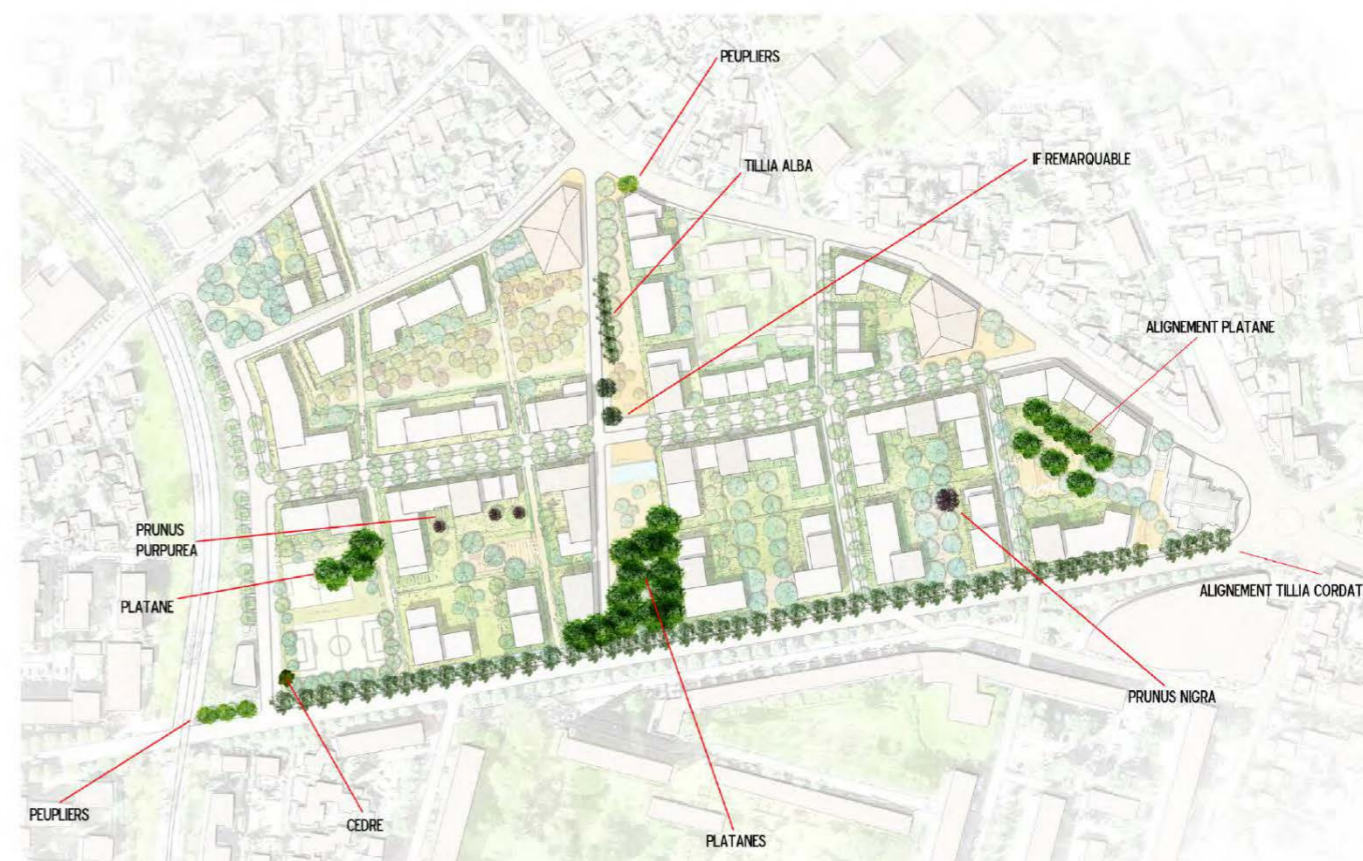 PEUPLIERS
TILLIA ALBA
IF REMARQUABLE
ALIGNEMENT PLATANE
PRUNUS
PURPUREA
PLATANE
ALIGNEMENT TILLIA CORDAT
PRUNUS NIGRA
PEUPLIERS
CEDRE
PLATANES